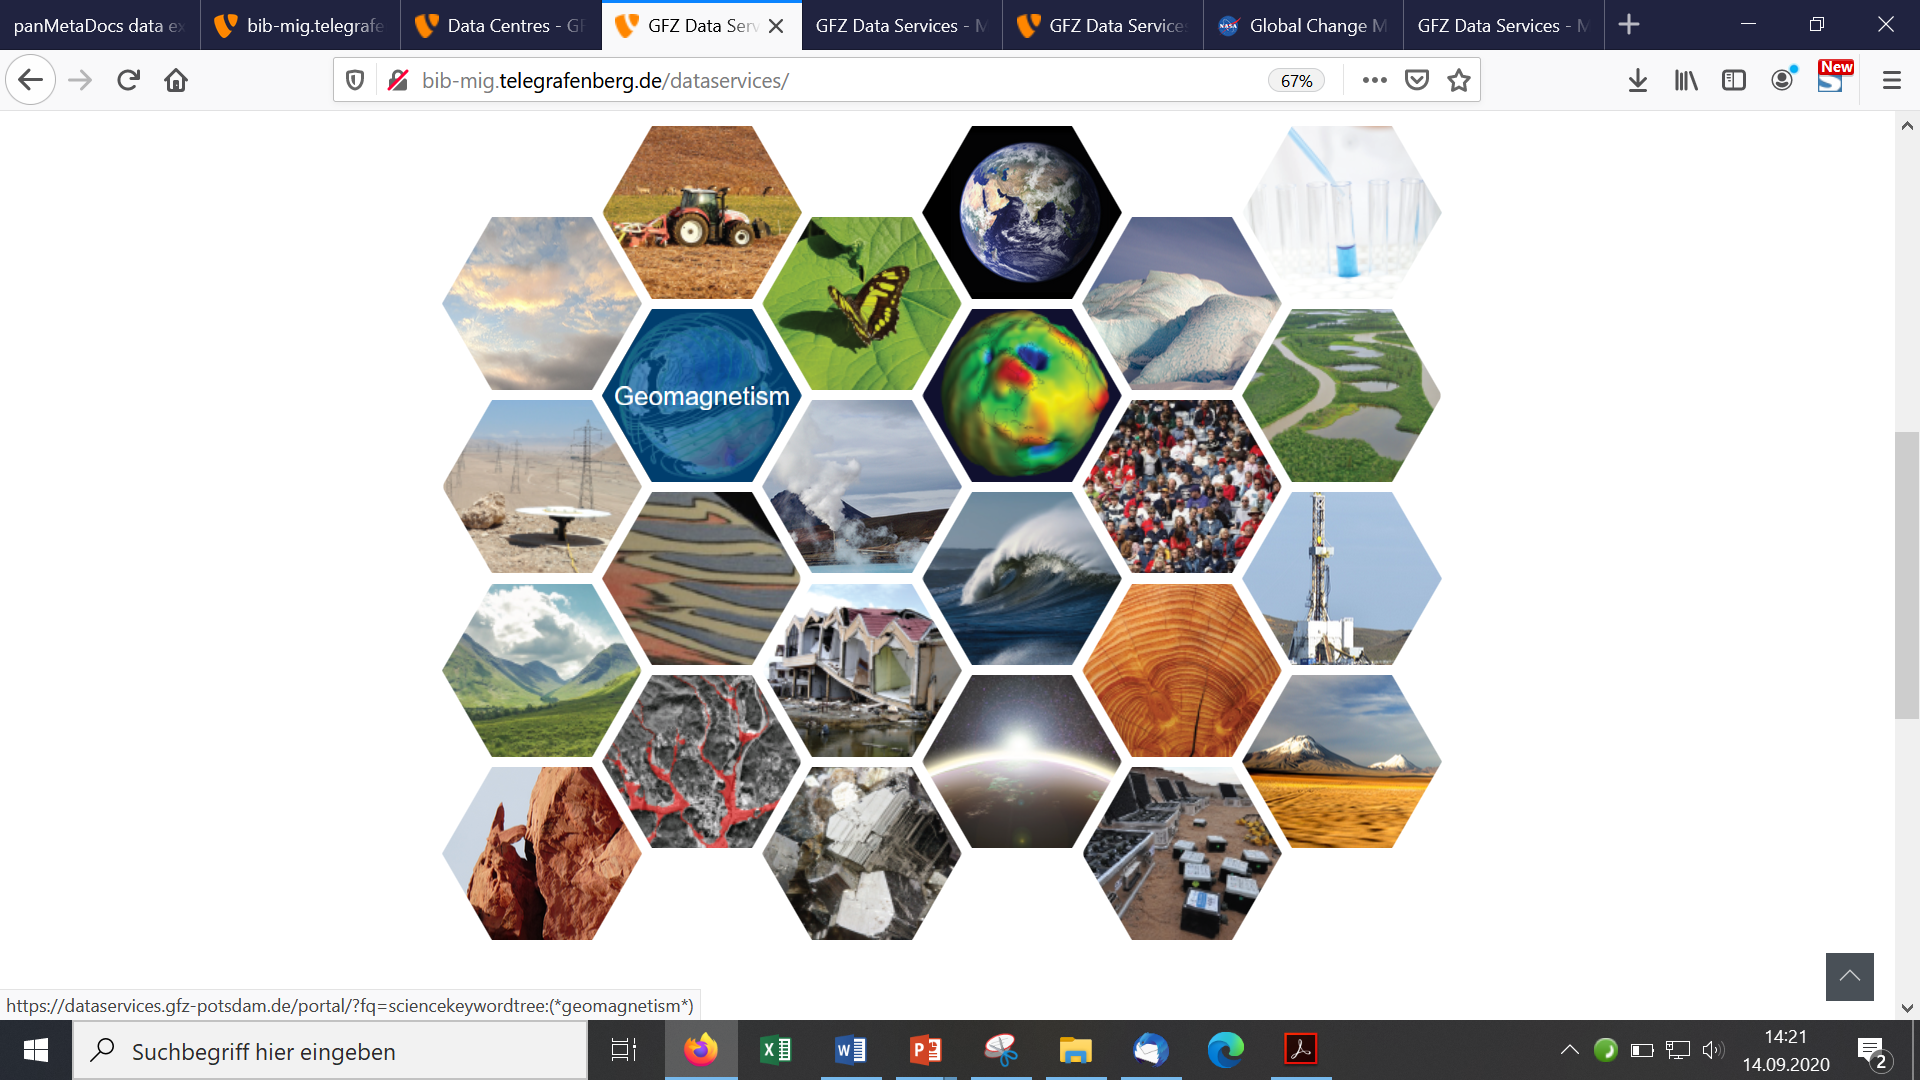 panMetaDocs data ex
bib-mig.telegrafe
Data Centres - GF
GFZ Data Serv
GFZ Data Services - M
GFZ Data Services
Global Change M
GFZ Data Services - M
bib-mig.telegrafenberg.de/dataservices/
67%
New
Geomagnetism
https://dataservices.gfz-potsdam.de/portal/?fq=sciencekeywordtree:(*geomagnetism*)
Suchbegriff hier eingeben
14:21
14.09.2020
2